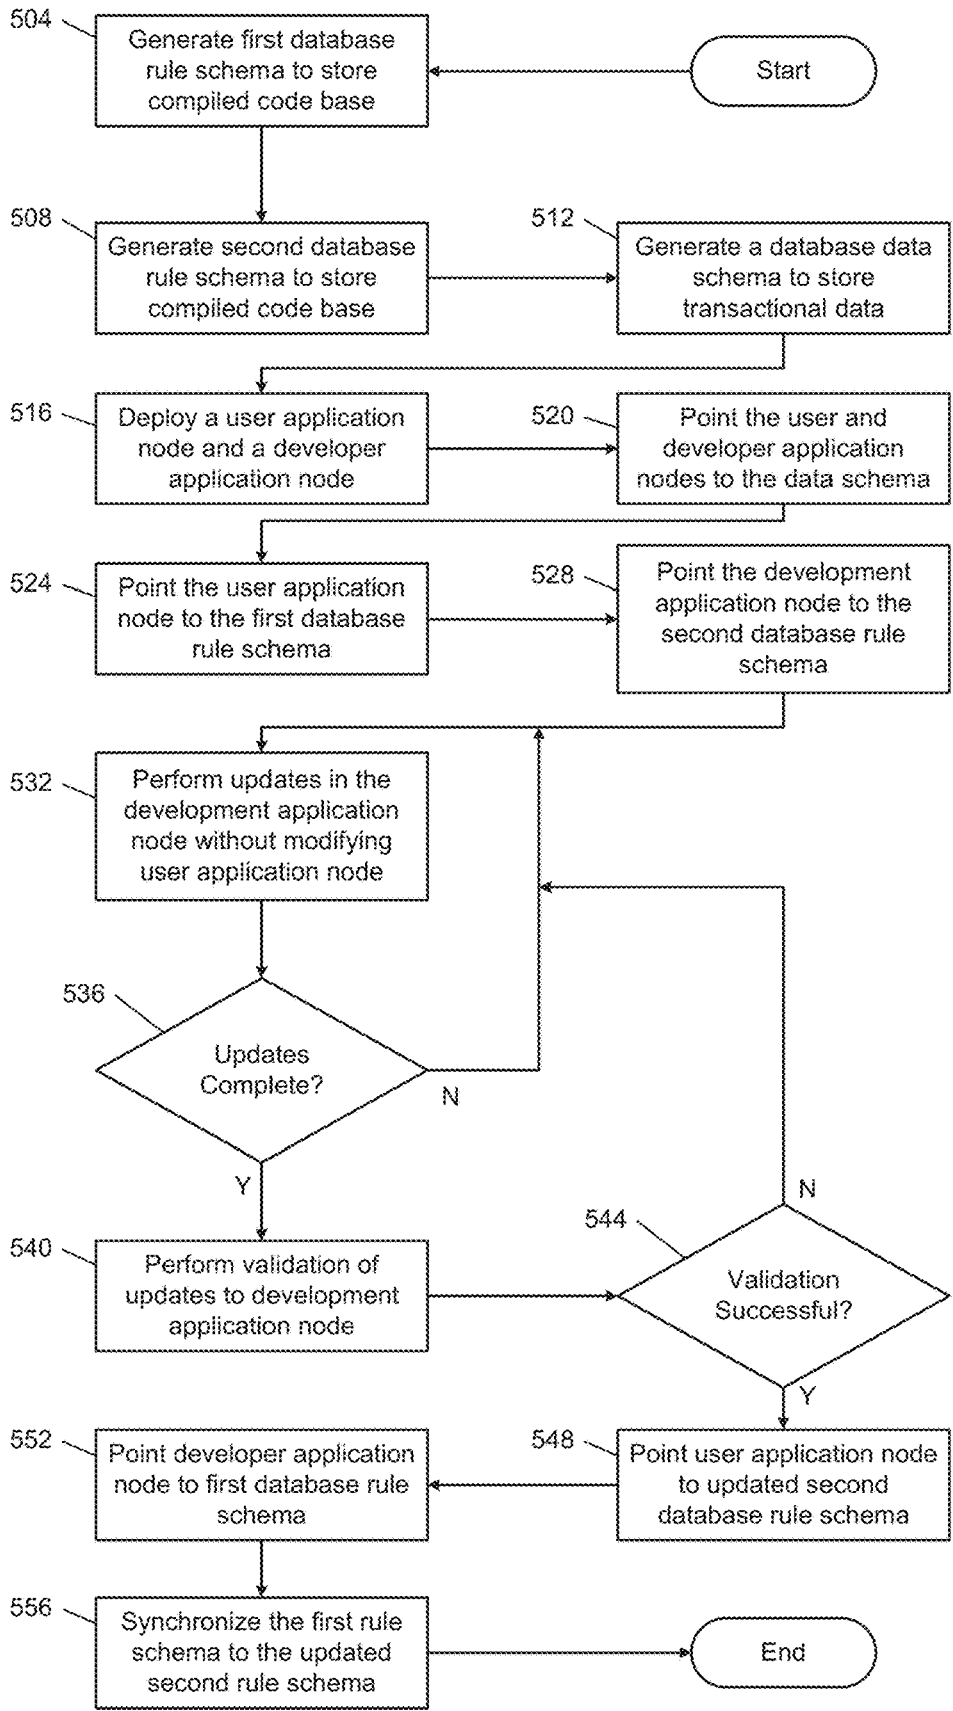 504
Generate first database
rule schema to store
compiled code base
Start
508
Generate second database
rule schema to store
compiled code base
512
Generate a database data
schema to store
transactional data
516
Deploy a user application
node and a developer
application node
520
Point the user and
developer application
nodes to the data schema
524
Point the user application
node to the first database
rule schema
528
Point the development
application node to the
second database rule
schema
532
Perform updates in the
development application
node without modifying
user application node
536
Updates
Complete?
N
Y
540
Perform validation of
updates to development
application node
544
Validation
Successful?
N
Y
548
Point user application node
to updated second
database rule schema
552
Point developer application
node to first database rule
schema
556
Synchronize the first rule
schema to the updated
second rule schema
End